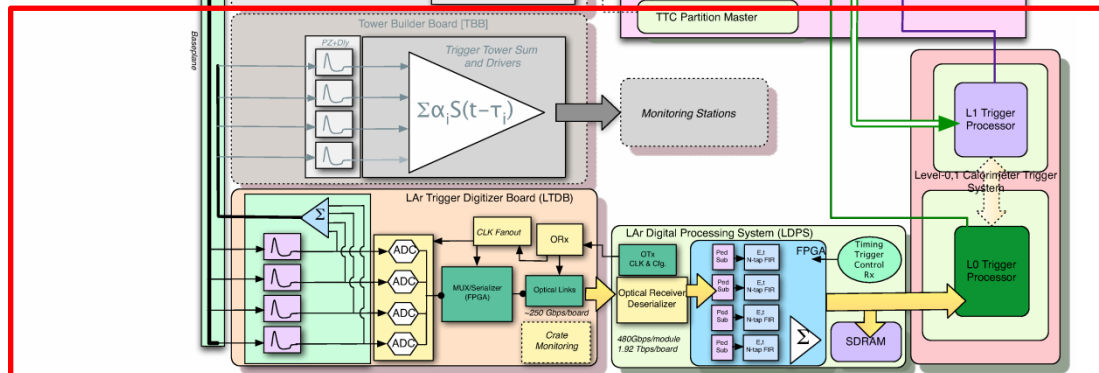 TTC Partition Master
Tower Builder Board [TBB]
Baseplane
PZ+Dly
Trigger Tower Sum
and Drivers
Σα_iS(t−τ_i)
Monitoring Stations
L1 Trigger
Processor
Level-0,1 Calorimeter Trigger
System
LAr Trigger Digitizer Board (LTDB)
Σ
CLK Fanout
ORx
ADC
ADC
ADC
ADC
MUX/Serializer
(FPGA)
Optical Links
~250 Gbps/board
Crate
Monitoring
LAr Digital Processing System (LDPS)
OTx
CLK & Cfg.
Optical Receiver
Deserializer
480Gbps/module
1.92 Tbps/board
Ped
Sub
E,t
N-tap FIR
Ped
Sub
E,t
N-tap FIR
Ped
Sub
E,t
N-tap FIR
Ped
Sub
E,t
N-tap FIR
FPGA
Σ
Timing
Trigger
Control
Rx
SDRAM
L0 Trigger
Processor